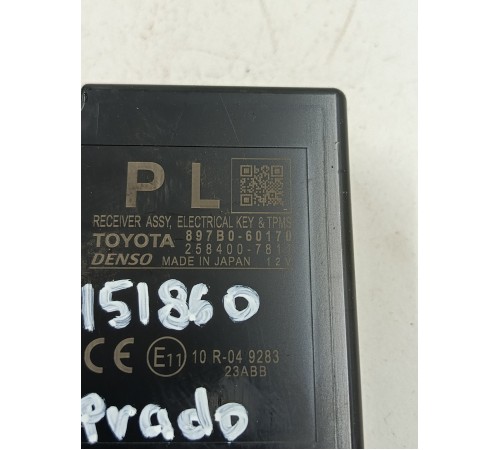 P L
RECEIVER ASSY, ELECTRICAL KEY & TPMS
TOYOTA 897B0-60170
DENSO 258400-781
MADE IN JAPAN 12V
151860
CE E11 10 R-04 9283
23ABB
Prado